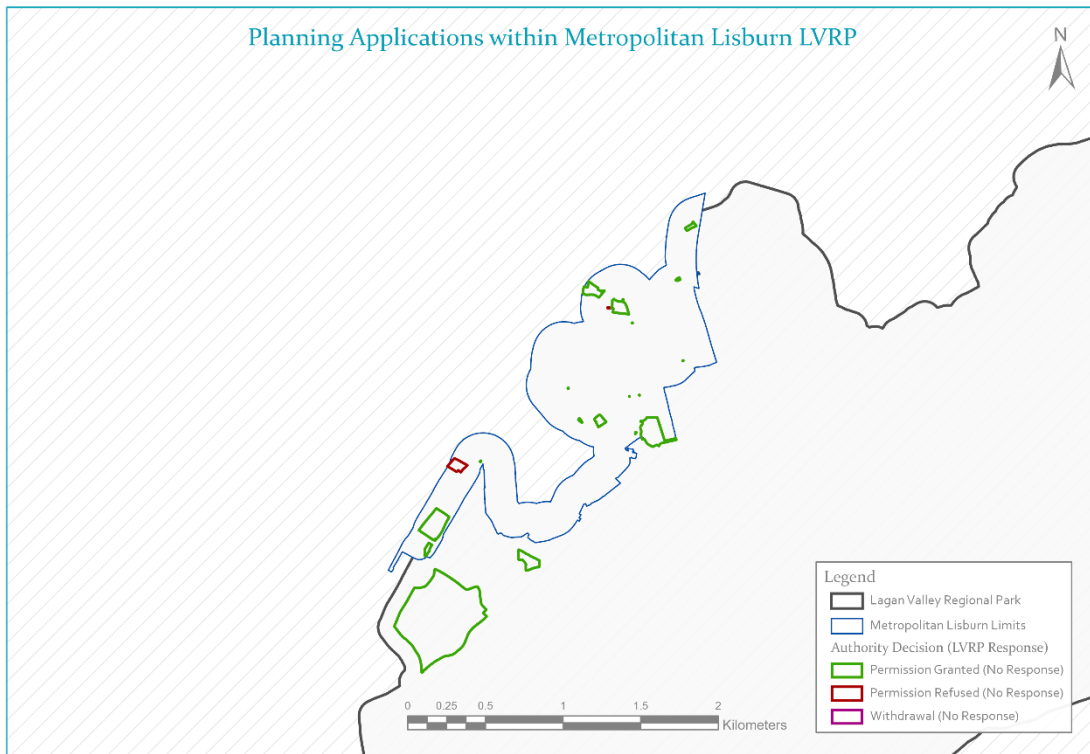 Planning Applications within Metropolitan Lisburn LVRP
N
Legend
Lagan Valley Regional Park
Metropolitan Lisburn Limits
Authority Decision (LVRP Response)
Permission Granted (No Response)
Permission Refused (No Response)
Withdrawal (No Response)
0 0.25 0.5 1 1.5 2
Kilometers